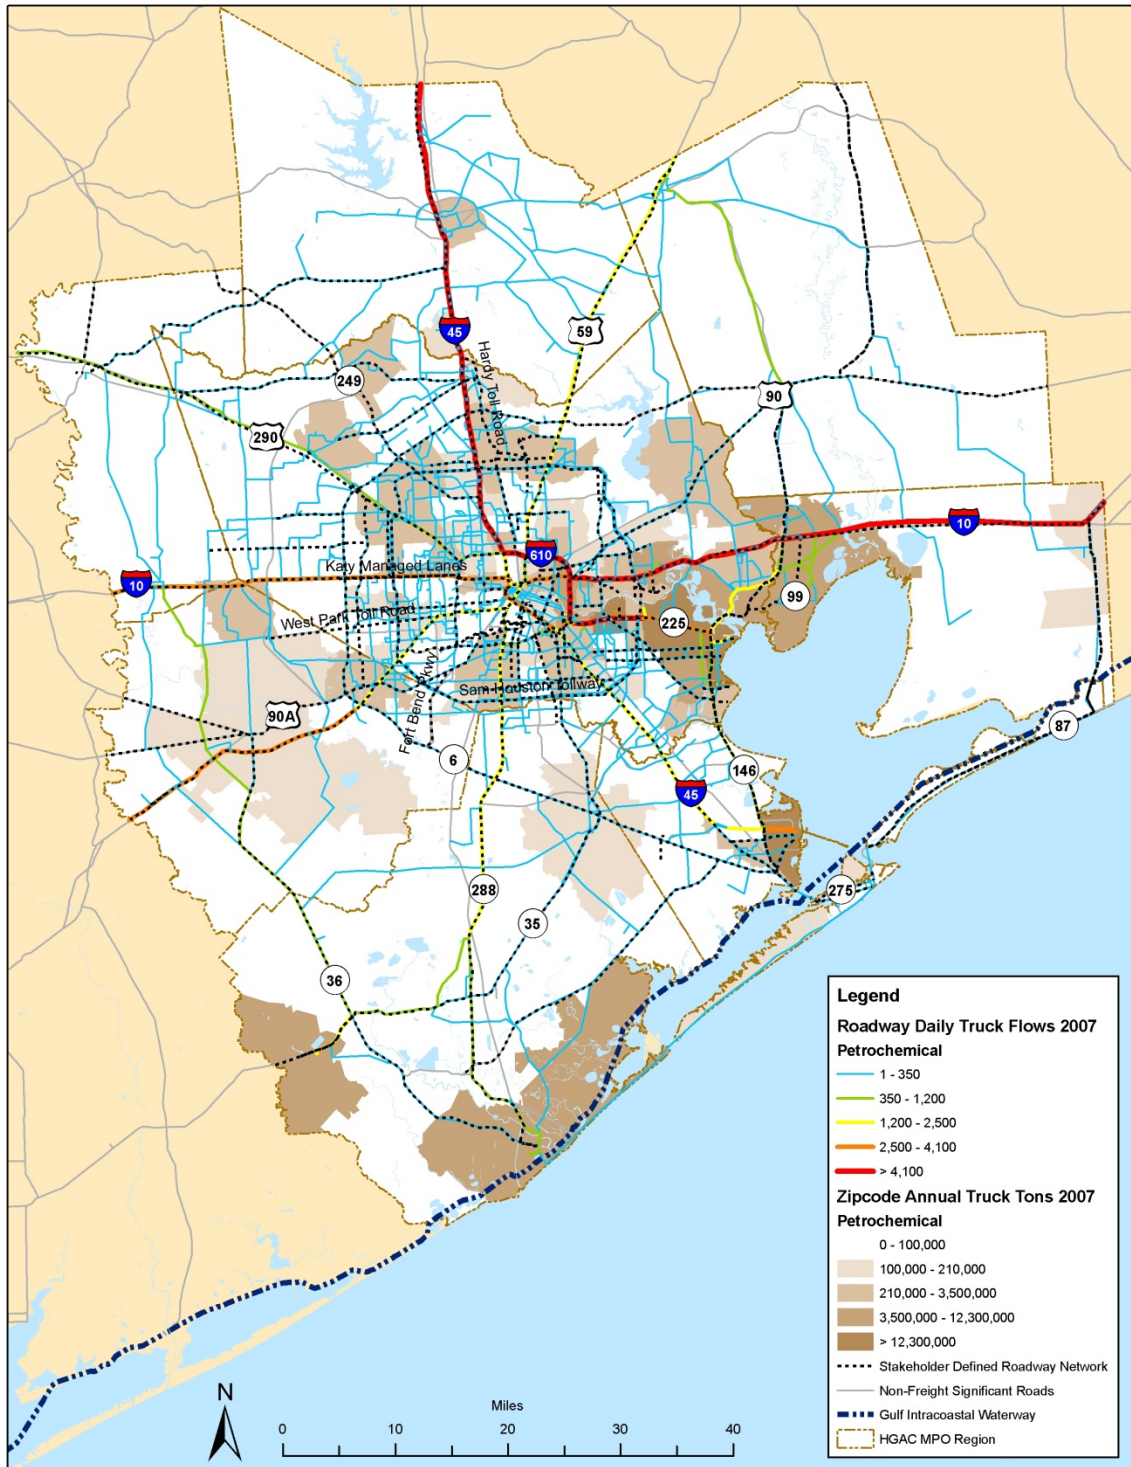 45
59
Hardy Toll Road
249
90
290
10
610
Katy Managed Lanes
10
99
West Park Toll Road
225
Sam Houston Tollway
Fort Bend Pkwy
90A
87
6
146
45
288
275
35
36
Legend
Roadway Daily Truck Flows 2007
Petrochemical
1 - 350
350 - 1,200
1,200 - 2,500
2,500 - 4,100
> 4,100
Zipcode Annual Truck Tons 2007
Petrochemical
0 - 100,000
100,000 - 210,000
210,000 - 3,500,000
3,500,000 - 12,300,000
> 12,300,000
Stakeholder Defined Roadway Network
Non-Freight Significant Roads
Gulf Intracoastal Waterway
HGAC MPO Region
N
Miles
0 10 20 30 40